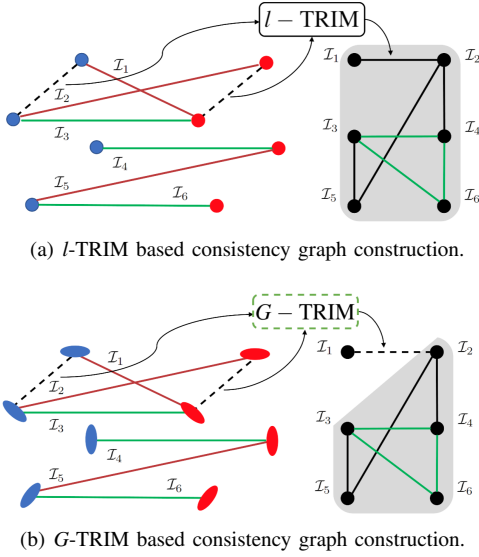 l – TRIM
I₁
I₂
I₃
I₄
I₅
I₆
I₁
I₂
I₃
I₄
I₅
I₆
(a) l-TRIM based consistency graph construction.
G – TRIM
I₁
I₂
I₃
I₄
I₅
I₆
I₁
I₂
I₃
I₄
I₅
I₆
(b) G-TRIM based consistency graph construction.